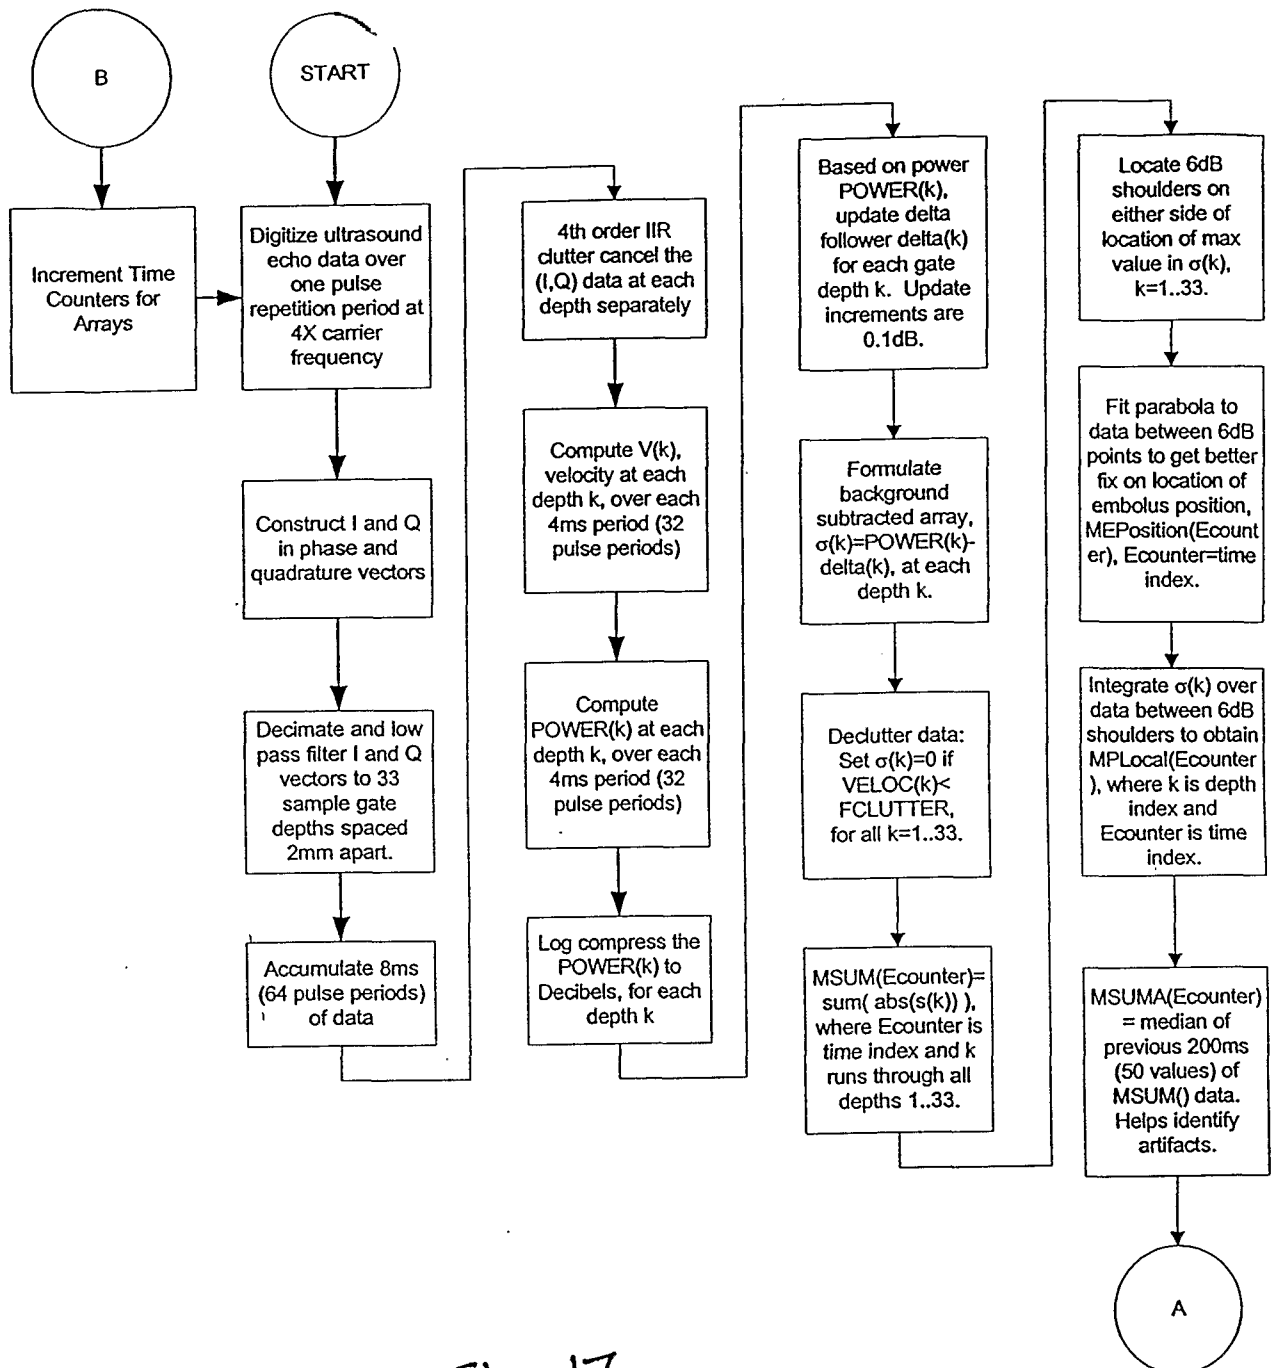 B
START
Increment Time
Counters for
Arrays
Digitize ultrasound
echo data over
one pulse
repetition period at
4X carrier
frequency
Construct I and Q
in phase and
quadrature vectors
Decimate and low
pass filter I and Q
vectors to 33
sample gate
depths spaced
2mm apart.
Accumulate 8ms
(64 pulse periods)
of data
4th order IIR
clutter cancel the
(I,Q) data at each
depth separately
Compute V(k),
velocity at each
depth k, over each
4ms period (32
pulse periods)
Compute
POWER(k) at each
depth k, over each
4ms period (32
pulse periods)
Log compress the
POWER(k) to
Decibels, for each
depth k
Based on power
POWER(k),
update delta
follower delta(k)
for each gate
depth k. Update
increments are
0.1dB.
Formulate
background
subtracted array,
σ(k)=POWER(k)-
delta(k), at each
depth k.
Declutter data:
Set σ(k)=0 if
VELOC(k)<
FCLUTTER,
for all k=1..33.
MSUM(Ecounter)=
sum( abs(s(k)) ),
where Ecounter is
time index and k
runs through all
depths 1..33.
Locate 6dB
shoulders on
either side of
location of max
value in σ(k),
k=1..33.
Fit parabola to
data between 6dB
points to get better
fix on location of
embolus position,
MEPosition(Ecount
er), Ecounter=time
index.
Integrate σ(k) over
data between 6dB
shoulders to obtain
MPLocal(Ecounter
), where k is depth
index and
Ecounter is time
index.
MSUMA(Ecounter)
= median of
previous 200ms
(50 values) of
MSUM() data.
Helps identify
artifacts.
A
17